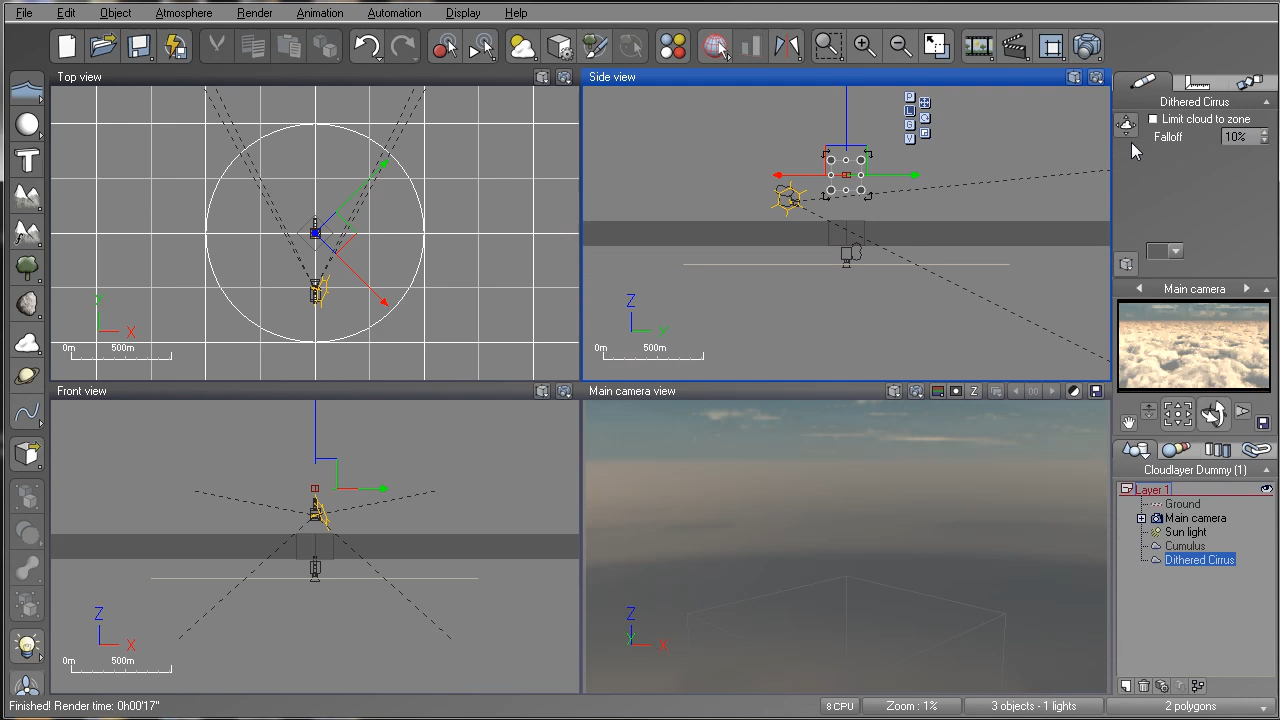 File Edit Object Atmosphere Render Animation Automation Display Help
Top view
Side view
Dithered Cirrus
Limit cloud to zone
Falloff 10%
P
L
G
V
Y
X
0m 500m
Z
Y
0m 500m
Main camera
Front view
Main camera view
Z
00
Z
X
0m 500m
Z
Y
X
Cloudlayer Dummy (1)
Layer 1
Ground
Main camera
Sun light
Cumulus
Dithered Cirrus
Finished! Render time: 0h00'17"
8 CPU
Zoom : 1%
3 objects - 1 lights
2 polygons